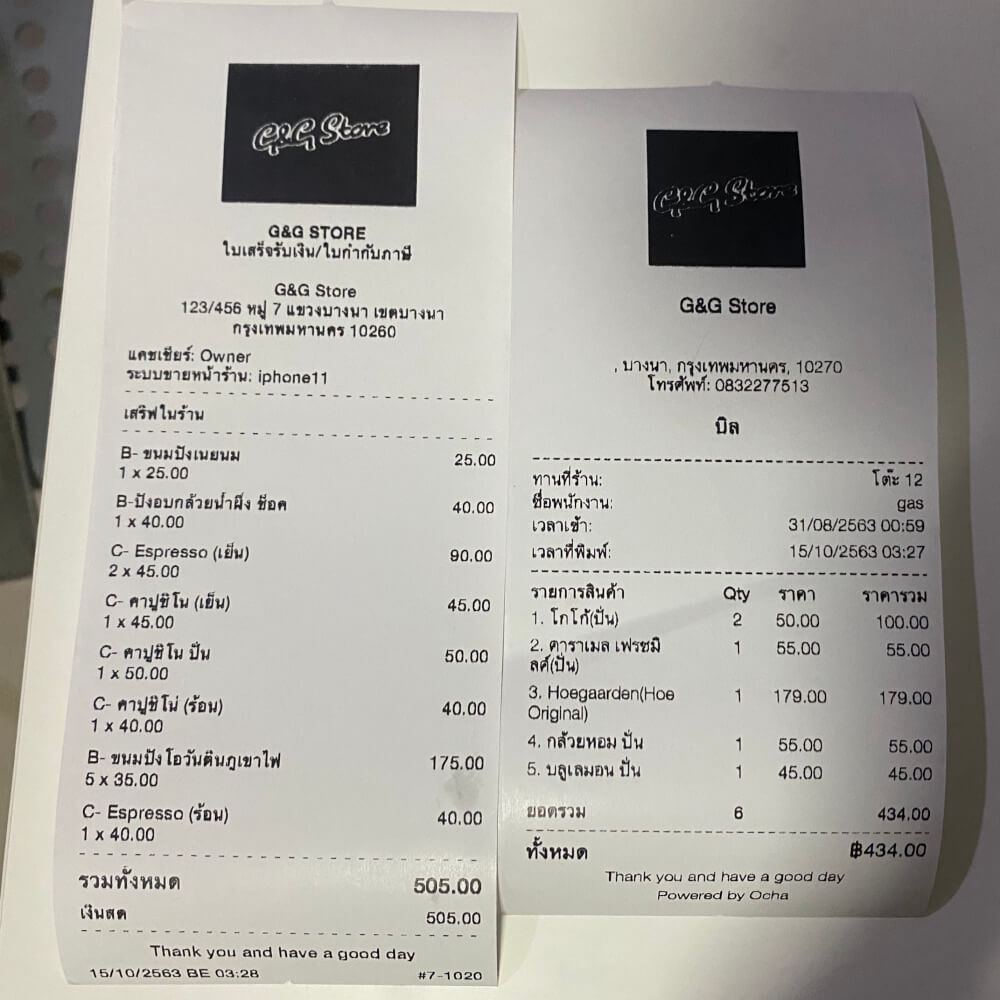 G&G Store
G&G STORE
ใบเสร็จรับเงิน/ใบกำกับภาษี
G&G Store
123/456 หมู่ 7 แขวงบางนา เขตบางนา
กรุงเทพมหานคร 10260
แคชเชียร์: Owner
ระบบขายหน้าร้าน: iphone11
เสริฟในร้าน
B- ขนมปังเนยนม 25.00
1 x 25.00
B-ปังอบกล้วยน้ำผึ้ง ช็อค 40.00
1 x 40.00
C- Espresso (เย็น) 90.00
2 x 45.00
C- คาปูชิโน (เย็น) 45.00
1 x 45.00
C- คาปูชิโน ปั่น 50.00
1 x 50.00
C- คาปูชิโน่ (ร้อน) 40.00
1 x 40.00
B- ขนมปังโอวันตินภูเขาไฟ 175.00
5 x 35.00
C- Espresso (ร้อน) 40.00
1 x 40.00
รวมทั้งหมด 505.00
เงินสด 505.00
Thank you and have a good day
15/10/2563 BE 03:28 #7-1020
G&G Store
G&G Store
, บางนา, กรุงเทพมหานคร, 10270
โทรศัพท์: 0832277513
บิล
ทานที่ร้าน: โต๊ะ 12
ชื่อพนักงาน: gas
เวลาเข้า: 31/08/2563 00:59
เวลาที่พิมพ์: 15/10/2563 03:27
รายการสินค้า Qty ราคา ราคารวม
1. โกโก้(ปั่น) 2 50.00 100.00
2. คาราเมล เฟรชมิ 1 55.00 55.00
ลค์(ปั่น)
3. Hoegaarden(Hoe 1 179.00 179.00
Original)
4. กล้วยหอม ปั่น 1 55.00 55.00
5. บลูเลมอน ปั่น 1 45.00 45.00
ยอดรวม 6 434.00
ทั้งหมด ฿434.00
Thank you and have a good day
Powered by Ocha